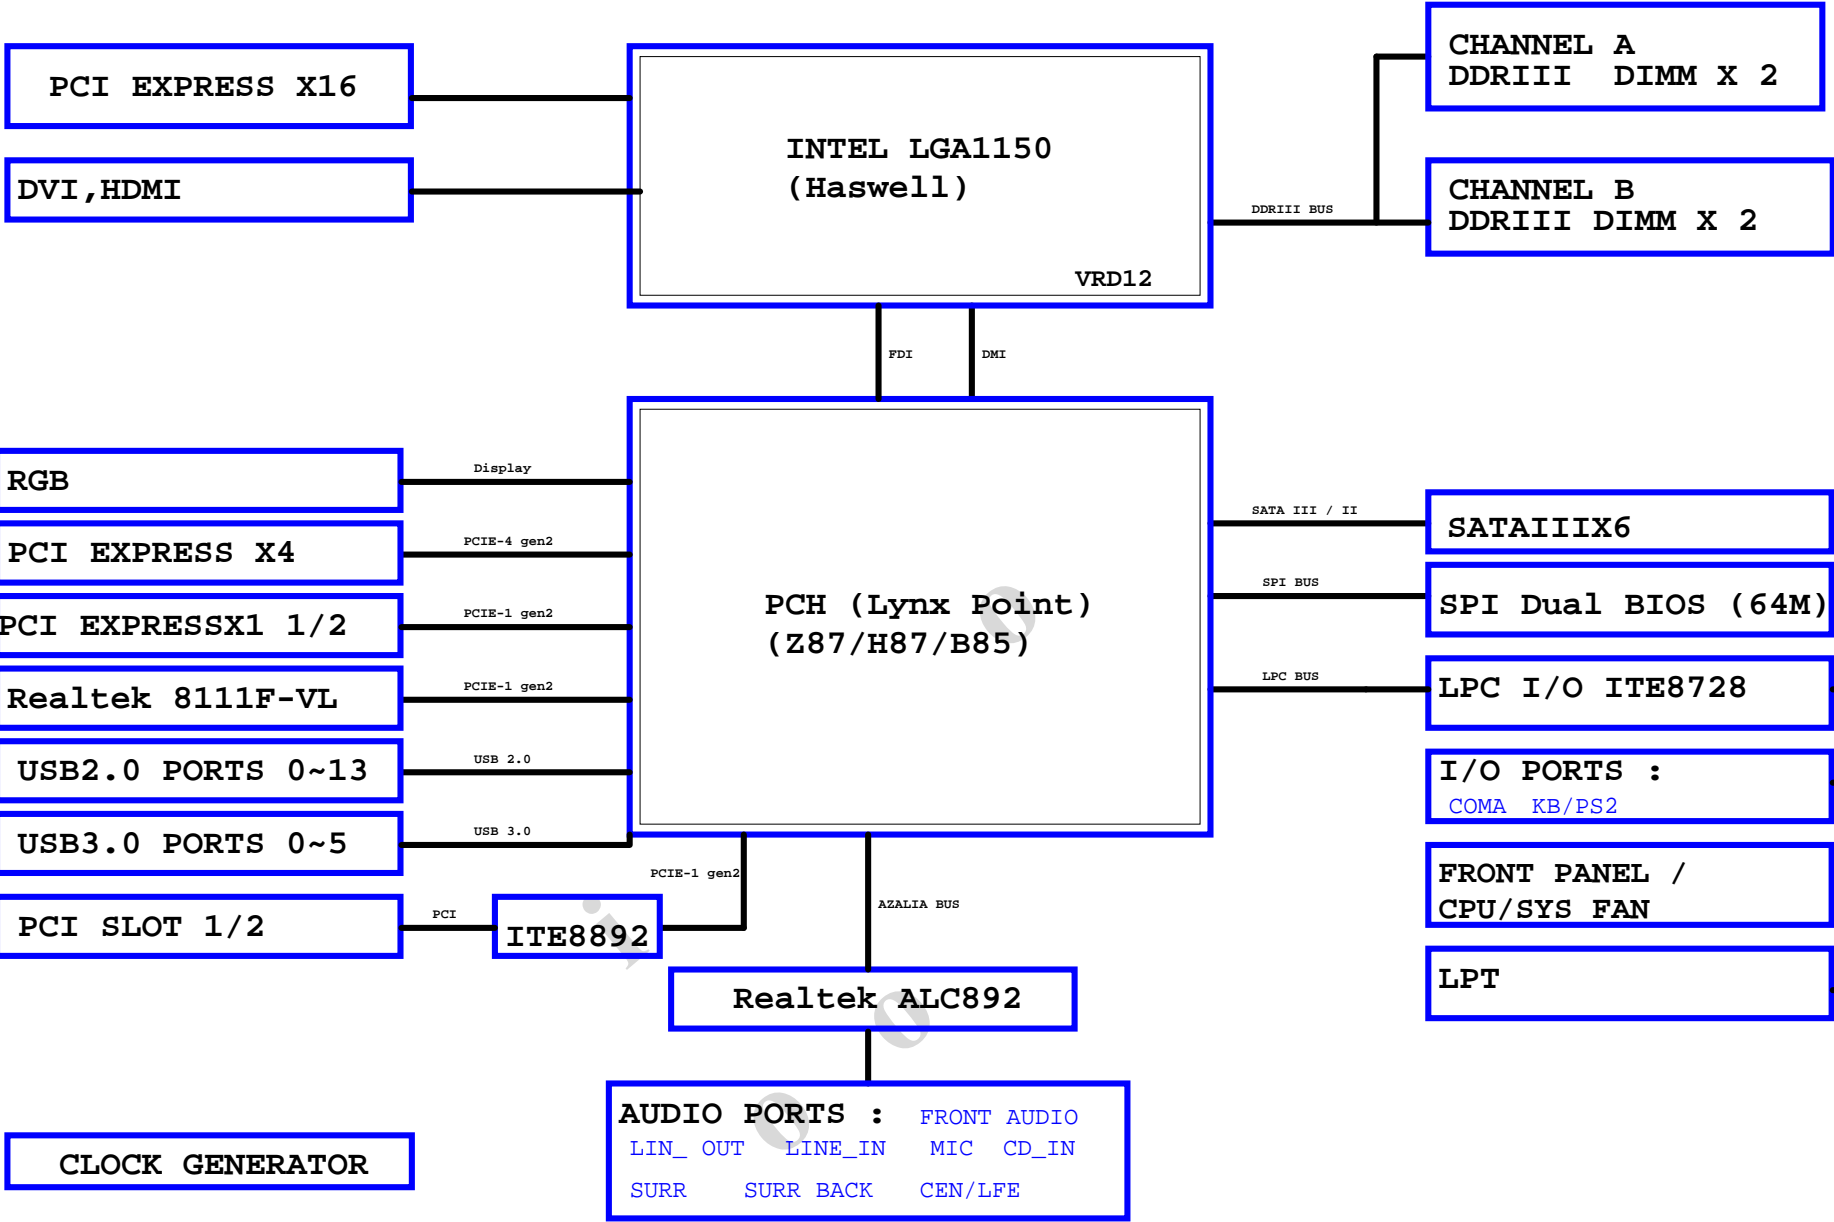 PCI EXPRESS X16
DVI,HDMI
INTEL LGA1150
(Haswell)
VRD12
CHANNEL A
DDRIII  DIMM X 2
DDRIII BUS
CHANNEL B
DDRIII DIMM X 2
FDI
DMI
RGB
Display
PCI EXPRESS X4
PCIE-4 gen2
PCI EXPRESSX1 1/2
PCIE-1 gen2
Realtek 8111F-VL
PCIE-1 gen2
USB2.0 PORTS 0~13
USB 2.0
USB3.0 PORTS 0~5
USB 3.0
PCI SLOT 1/2
PCI
ITE8892
PCIE-1 gen2
PCH (Lynx Point)
(Z87/H87/B85)
SATA III / II
SATAIIIX6
SPI BUS
SPI Dual BIOS (64M)
LPC BUS
LPC I/O ITE8728
I/O PORTS :
COMA  KB/PS2
FRONT PANEL /
CPU/SYS FAN
LPT
AZALIA BUS
Realtek ALC892
AUDIO PORTS :  FRONT AUDIO
LIN_ OUT  LINE_IN  MIC  CD_IN
SURR  SURR BACK  CEN/LFE
CLOCK GENERATOR